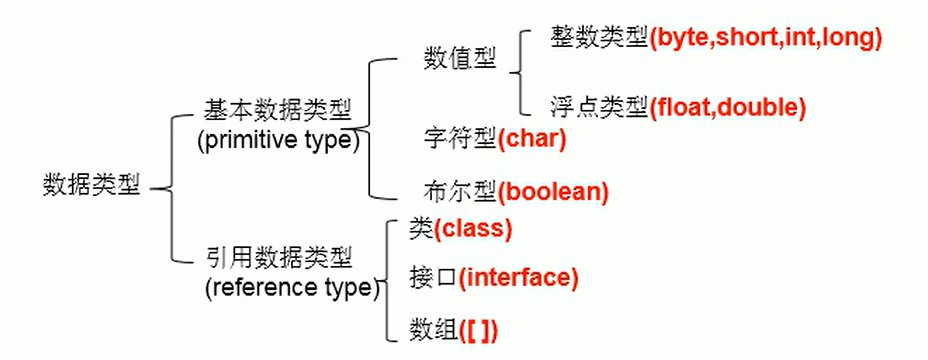 数据类型
基本数据类型
(primitive type)
数值型
整数类型(byte,short,int,long)
浮点类型(float,double)
字符型(char)
布尔型(boolean)
引用数据类型
(reference type)
类(class)
接口(interface)
数组([ ])